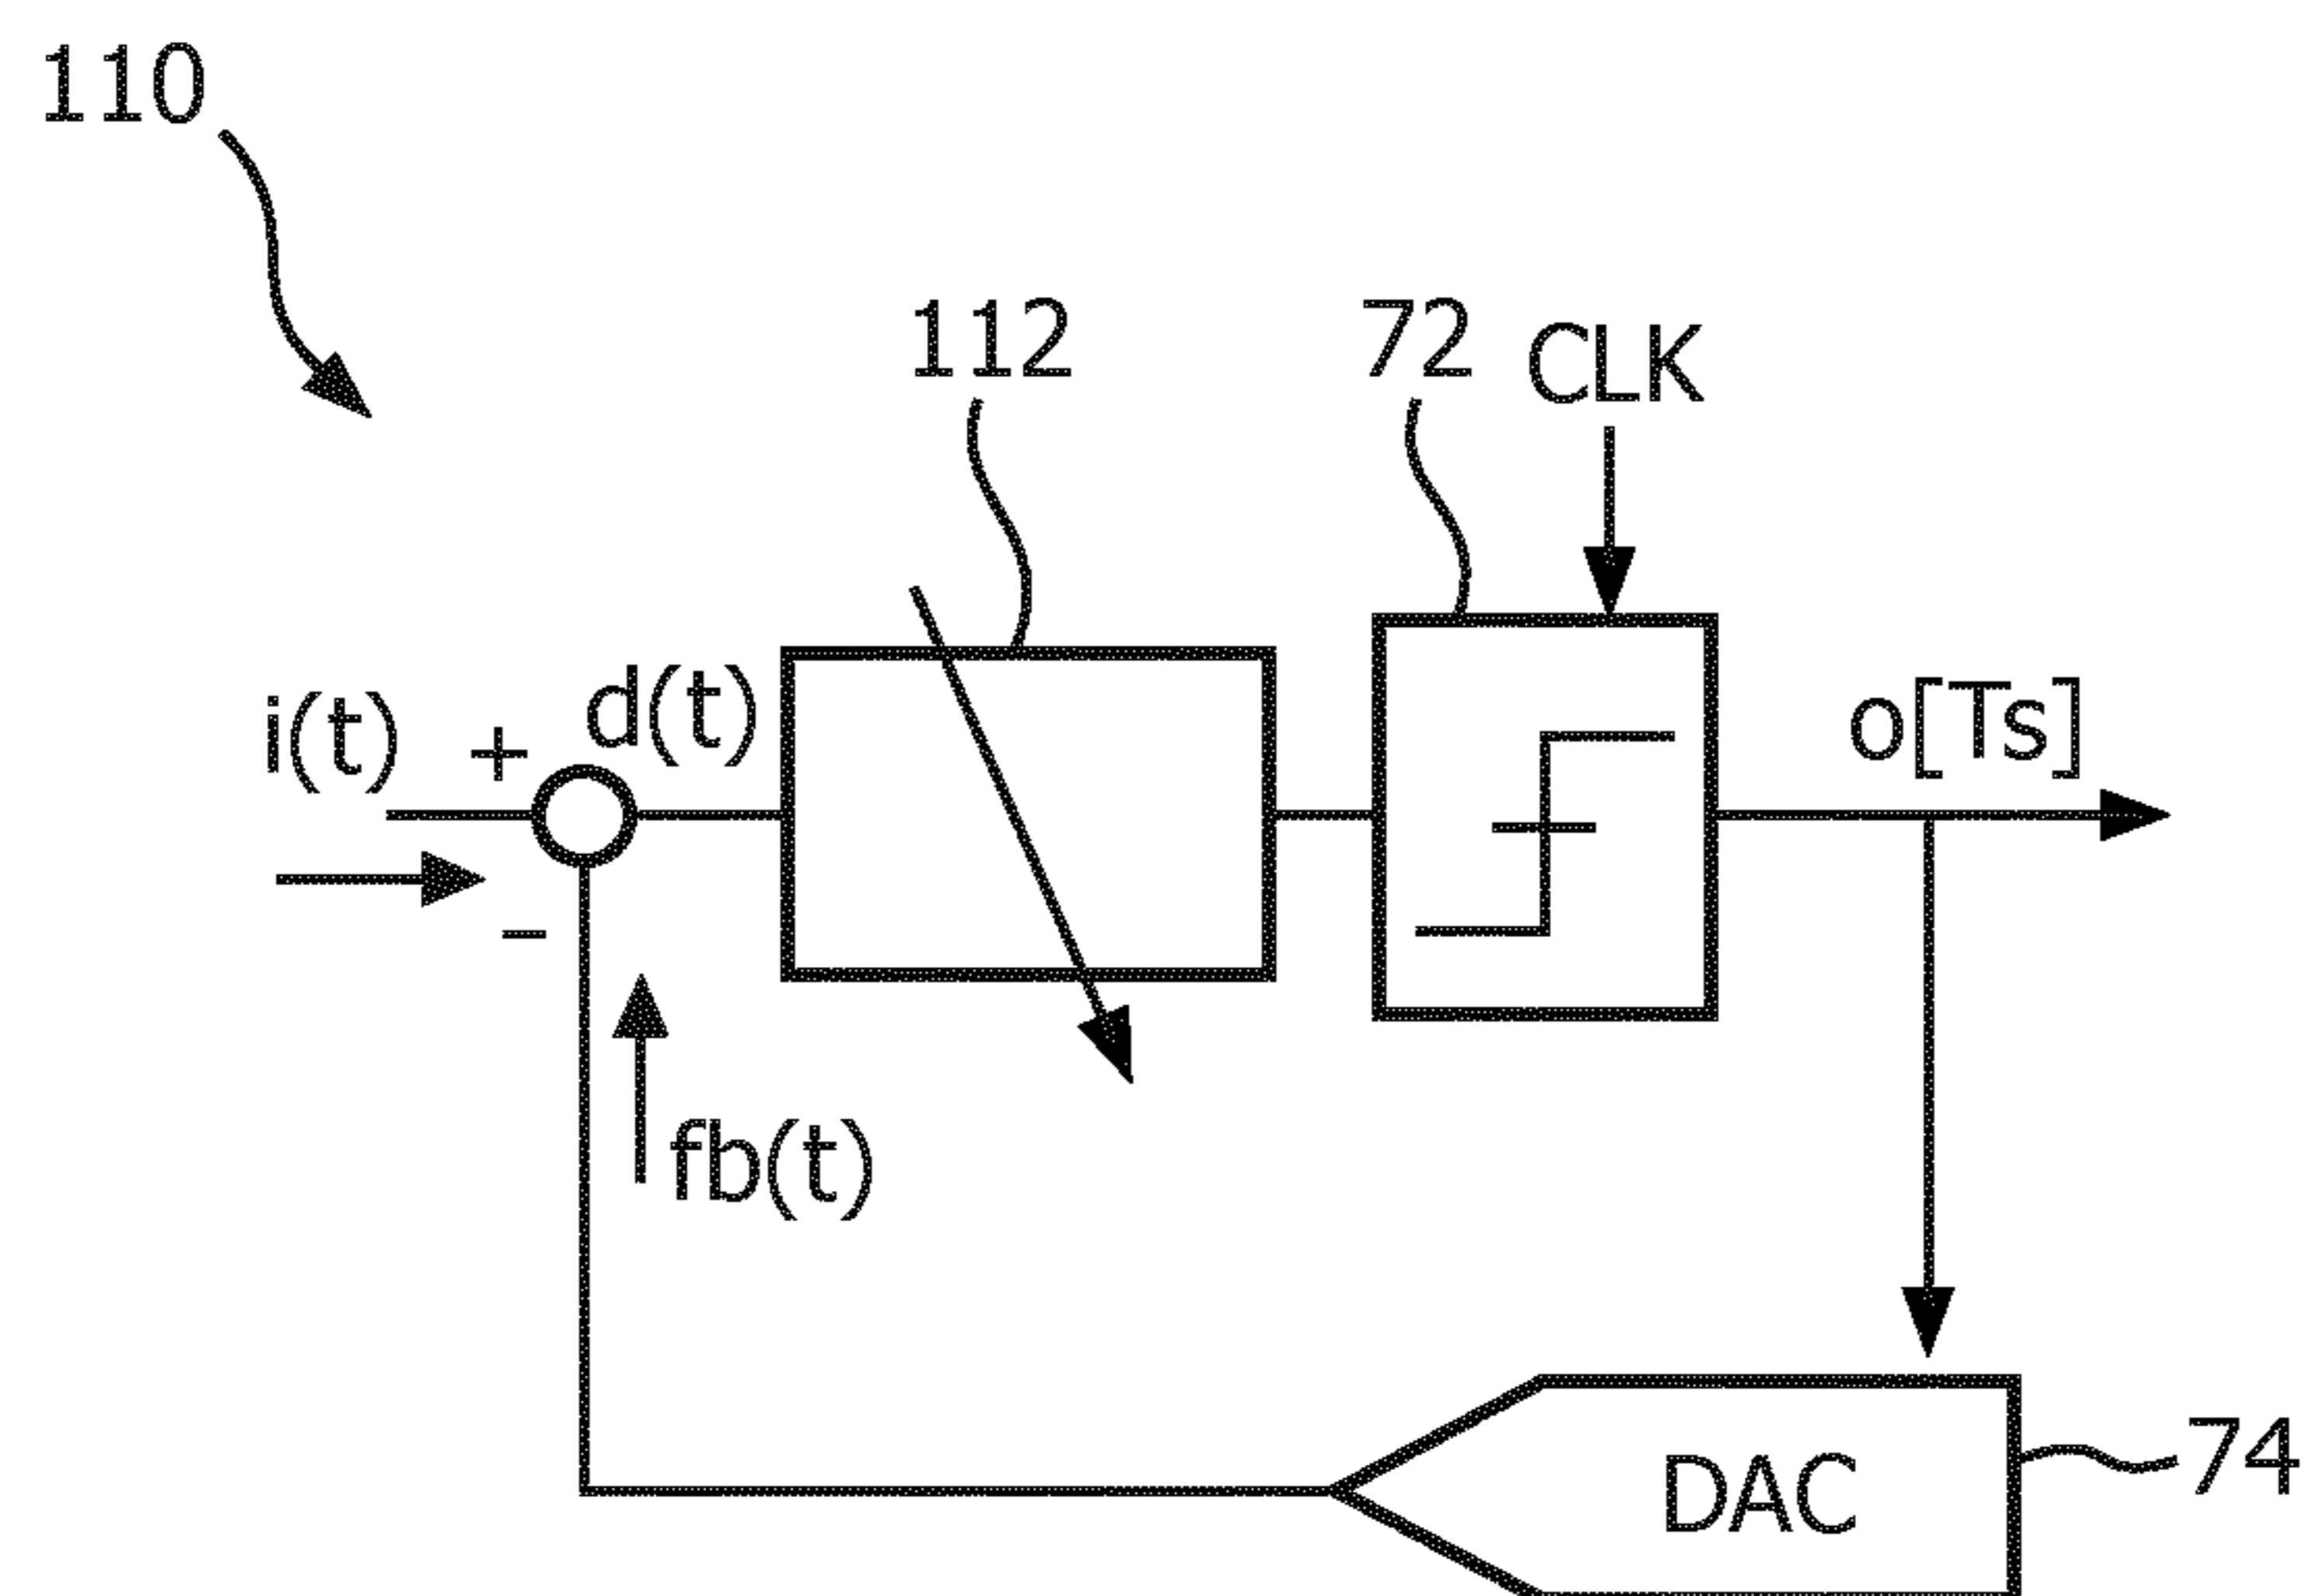 110
112
72
CLK
i(t)
+
d(t)
o[Ts]
−
fb(t)
DAC
74